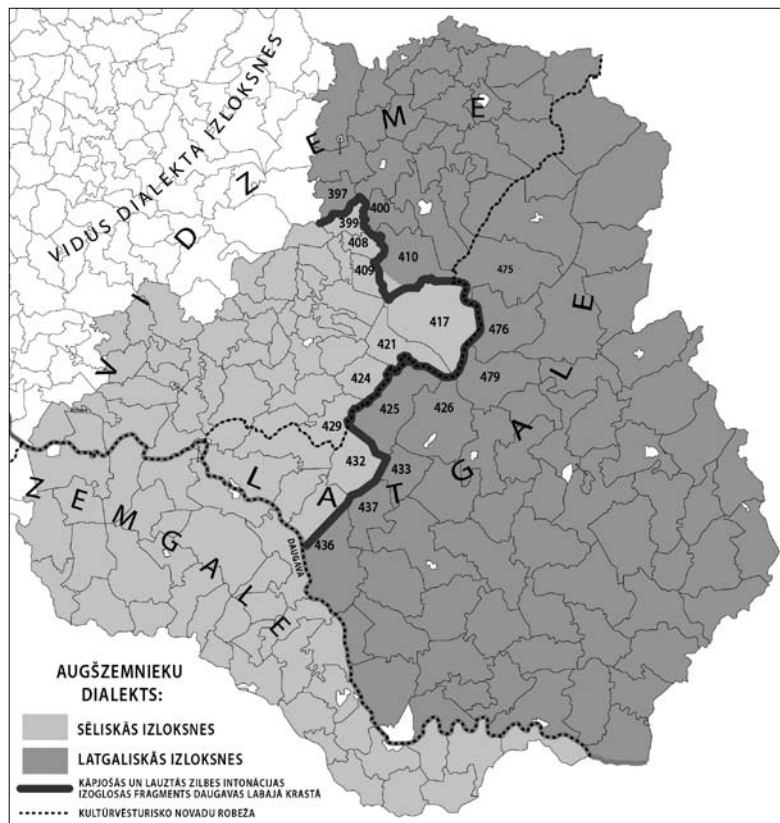 VIDUS DIALEKTA IZLOKSNES
VIDZEME
397
400
399
408
410
409
475
417
476
421
424
479
425
426
429
432
433
437
436
LATGALE
ZEMGALE
DAUGAVA
AUGŠZEMNIEKU
DIALEKTS:
SĒLISKĀS IZLOKSNES
LATGALISKĀS IZLOKSNES
KĀPJOŠĀS UN LAUZTĀS ZILBES INTONĀCIJAS
IZOGLOSAS FRAGMENTS DAUGAVAS LABAJĀ KRASTĀ
KULTŪRVĒSTURISKO NOVADU ROBEŽA